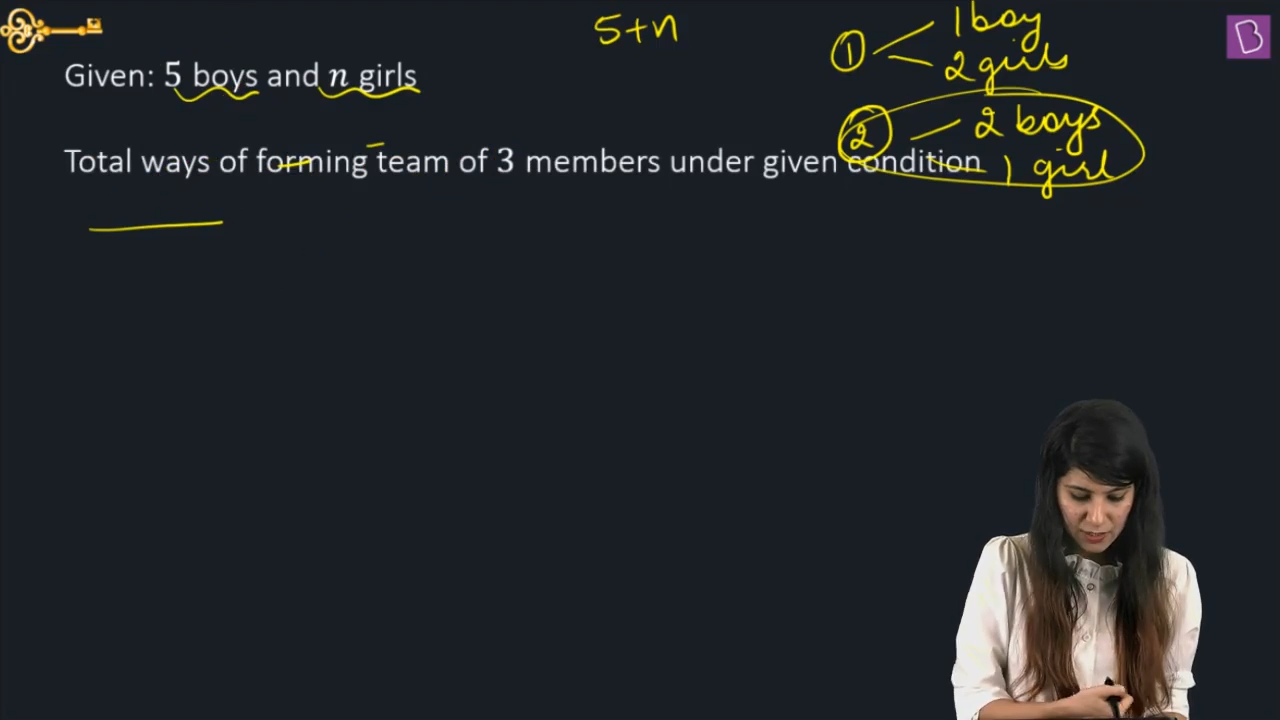 5+n
Given: 5 boys and n girls
Total ways of forming team of 3 members under given condition
① 1 boy
2 girls
② 2 boys
1 girl
B